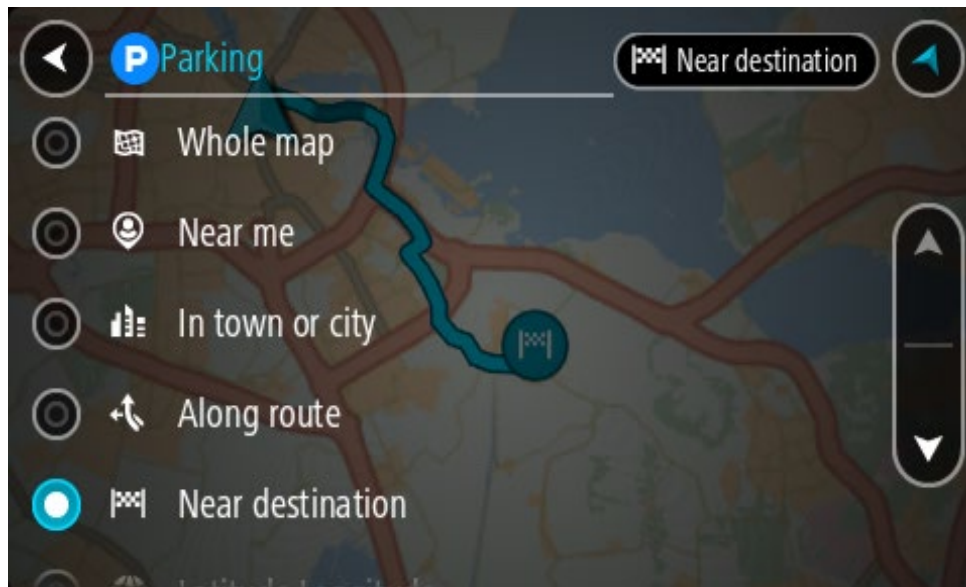 P Parking
Near destination
Whole map
Near me
In town or city
Along route
Near destination